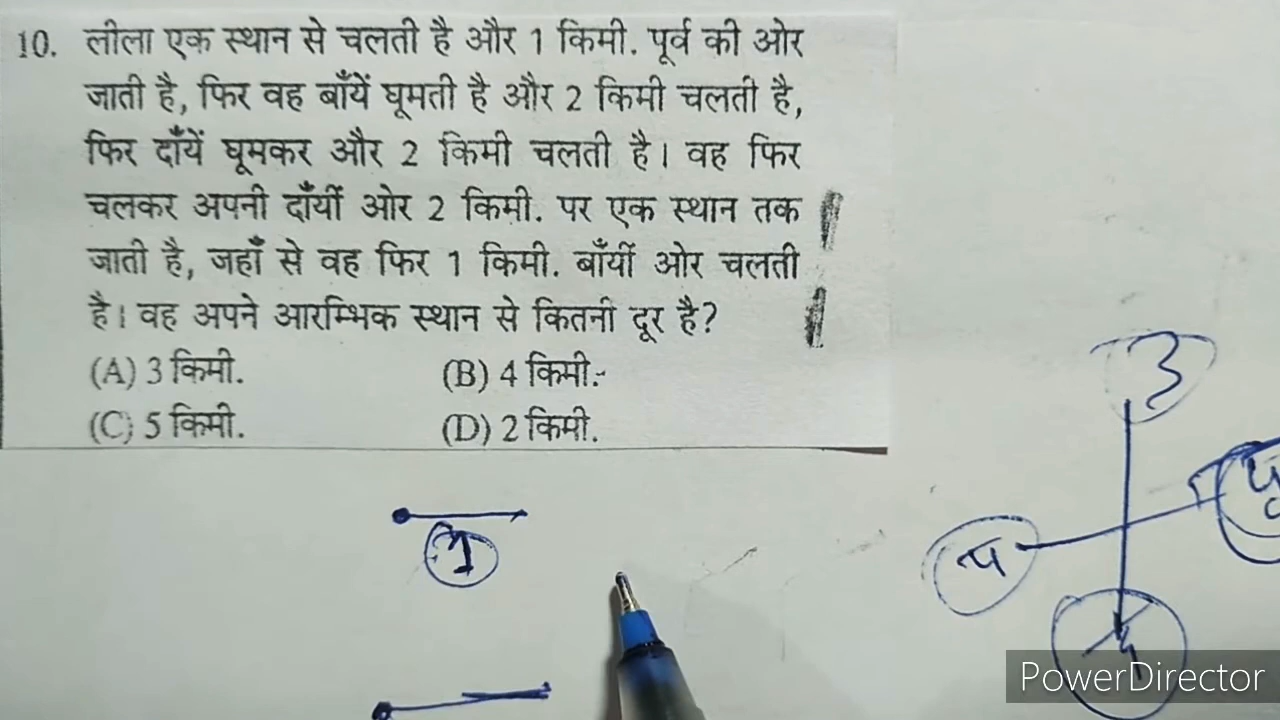 10. लीला एक स्थान से चलती है और 1 किमी. पूर्व की ओर
जाती है, फिर वह बाँयें घूमती है और 2 किमी चलती है,
फिर दाँयें घूमकर और 2 किमी चलती है। वह फिर
चलकर अपनी दाँयीं ओर 2 किमी. पर एक स्थान तक
जाती है, जहाँ से वह फिर 1 किमी. बाँयीं ओर चलती
है। वह अपने आरम्भिक स्थान से कितनी दूर है?
(A) 3 किमी. (B) 4 किमी.
(C) 5 किमी. (D) 2 किमी.
उ
पू
प
द
1
PowerDirector